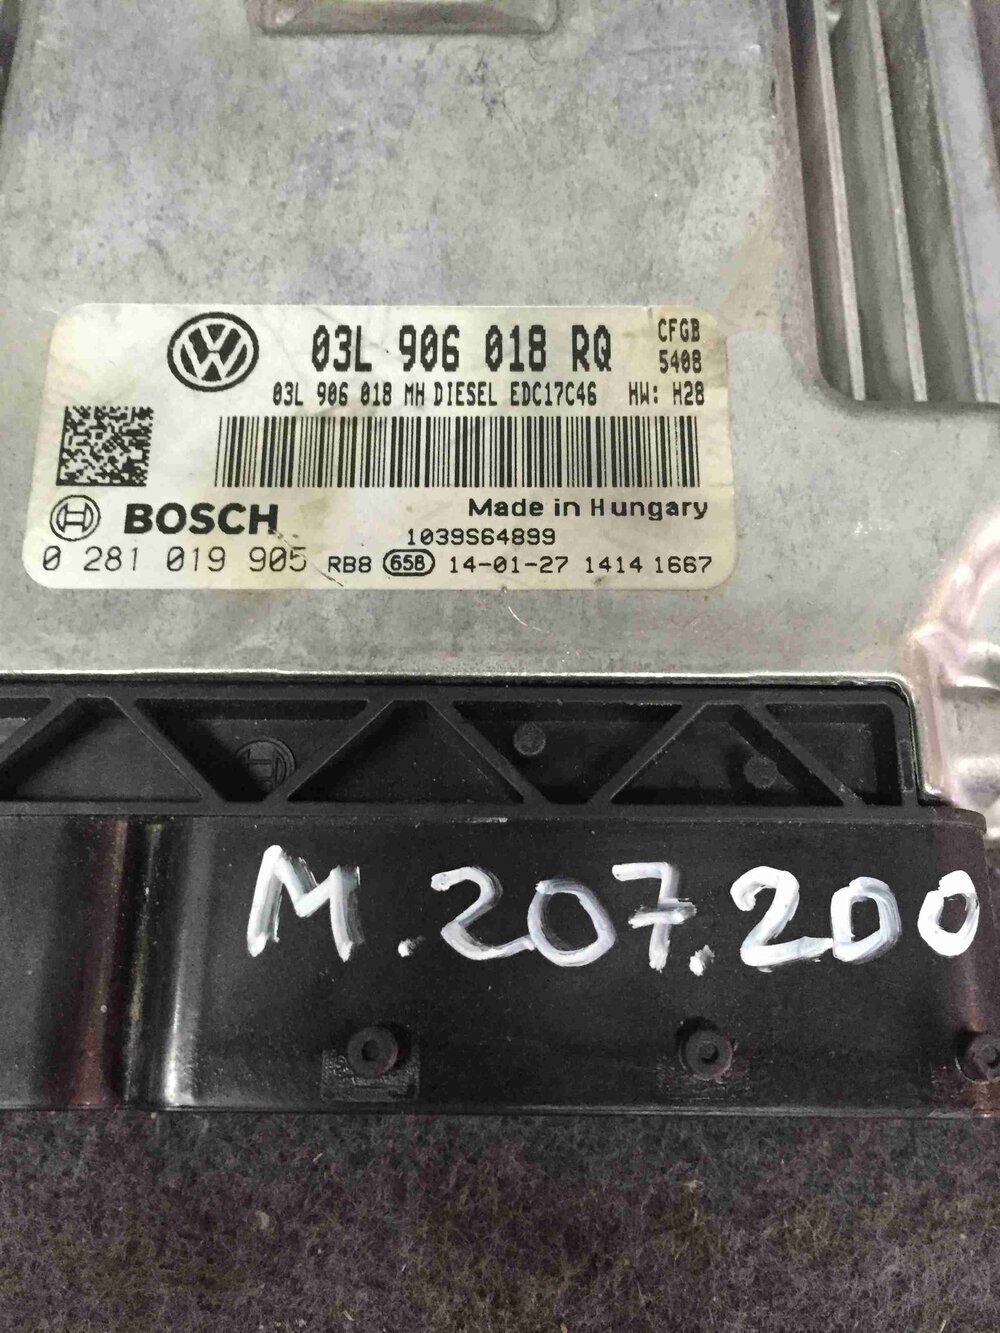 03L 906 018 RQ
CFGB
5408
03L 906 018 MH DIESEL EDC17C46 HW: H28
Made in Hungary
BOSCH
1039S64899
0 281 019 905 RB8 658 14-01-27 1414 1667
M.207.200